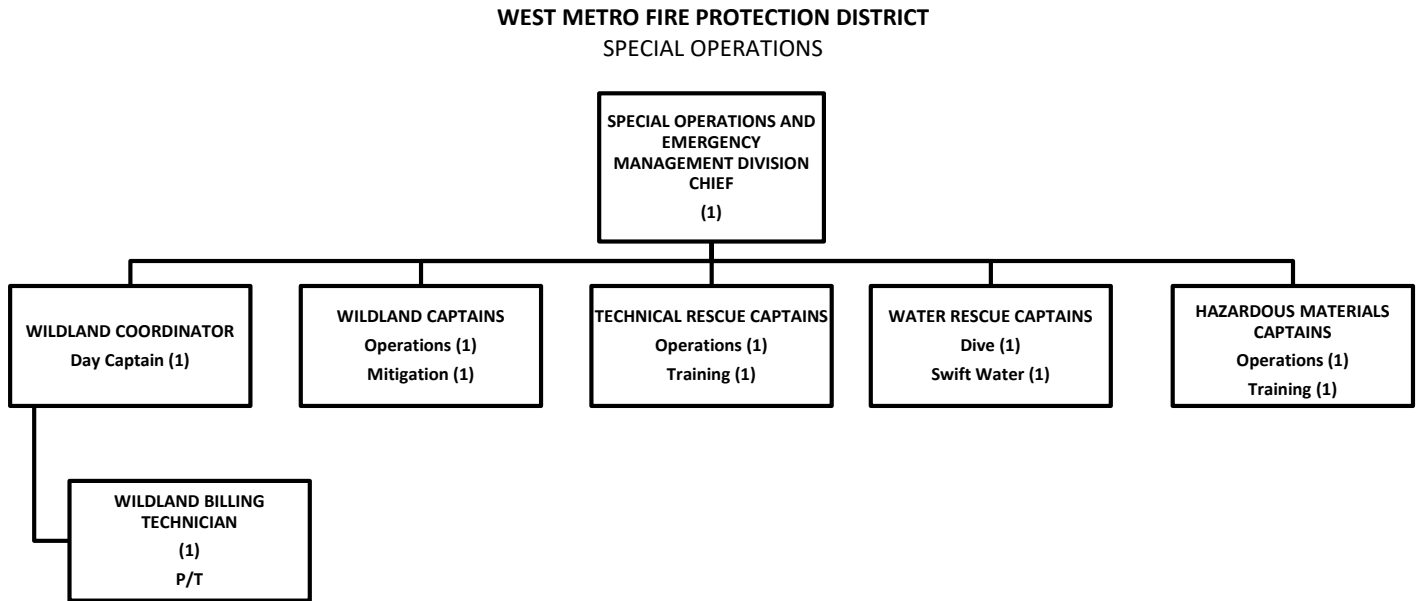 WEST METRO FIRE PROTECTION DISTRICT
SPECIAL OPERATIONS
SPECIAL OPERATIONS AND
EMERGENCY
MANAGEMENT DIVISION
CHIEF
(1)
WILDLAND COORDINATOR
Day Captain (1)
WILDLAND CAPTAINS
Operations (1)
Mitigation (1)
TECHNICAL RESCUE CAPTAINS
Operations (1)
Training (1)
WATER RESCUE CAPTAINS
Dive (1)
Swift Water (1)
HAZARDOUS MATERIALS
CAPTAINS
Operations (1)
Training (1)
WILDLAND BILLING
TECHNICIAN
(1)
P/T